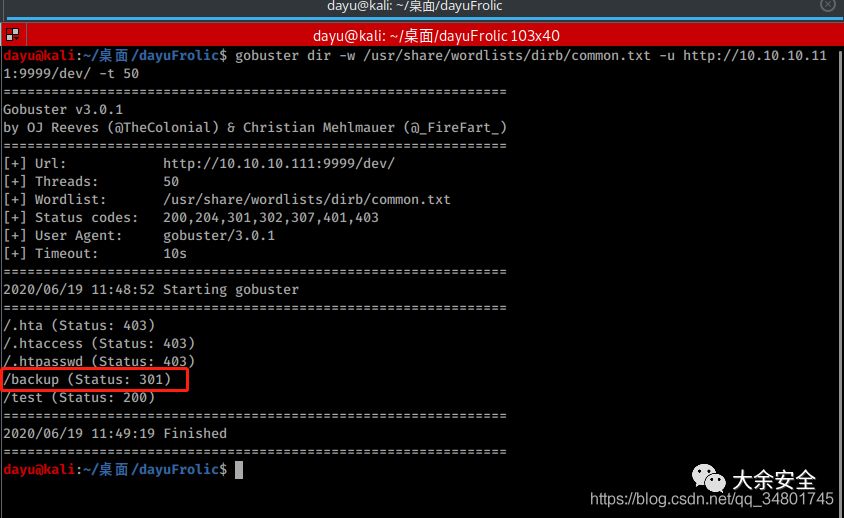 dayu@kali: ~/桌面/dayuFrolic
dayu@kali: ~/桌面/dayuFrolic 103x40
dayu@kali:~/桌面/dayuFrolic$ gobuster dir -w /usr/share/wordlists/dirb/common.txt -u http://10.10.10.11
1:9999/dev/ -t 50
===============================================================
Gobuster v3.0.1
by OJ Reeves (@TheColonial) & Christian Mehlmauer (@_FireFart_)
===============================================================
[+] Url:            http://10.10.10.111:9999/dev/
[+] Threads:        50
[+] Wordlist:       /usr/share/wordlists/dirb/common.txt
[+] Status codes:   200,204,301,302,307,401,403
[+] User Agent:     gobuster/3.0.1
[+] Timeout:        10s
===============================================================
2020/06/19 11:48:52 Starting gobuster
===============================================================
/.hta (Status: 403)
/.htaccess (Status: 403)
/.htpasswd (Status: 403)
/backup (Status: 301)
/test (Status: 200)
===============================================================
2020/06/19 11:49:19 Finished
===============================================================
dayu@kali:~/桌面/dayuFrolic$
大余安全
https://blog.csdn.net/qq_34801745